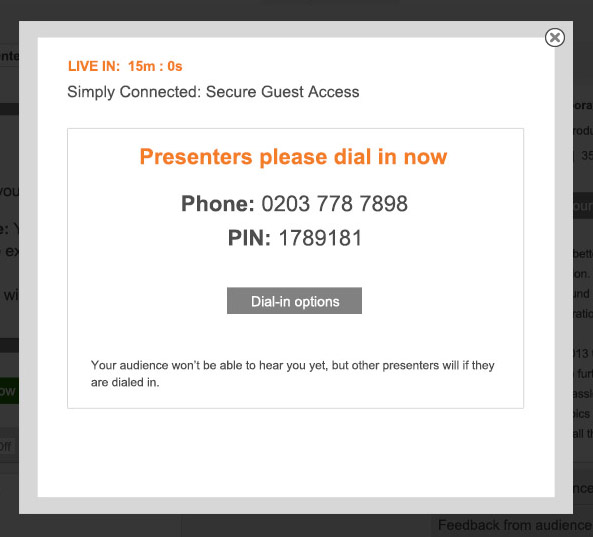 LIVE IN: 15m : 0s
Simply Connected: Secure Guest Access
Presenters please dial in now
Phone: 0203 778 7898
PIN: 1789181
Dial-in options
Your audience won't be able to hear you yet, but other presenters will if they
are dialed in.
Feedback from audience